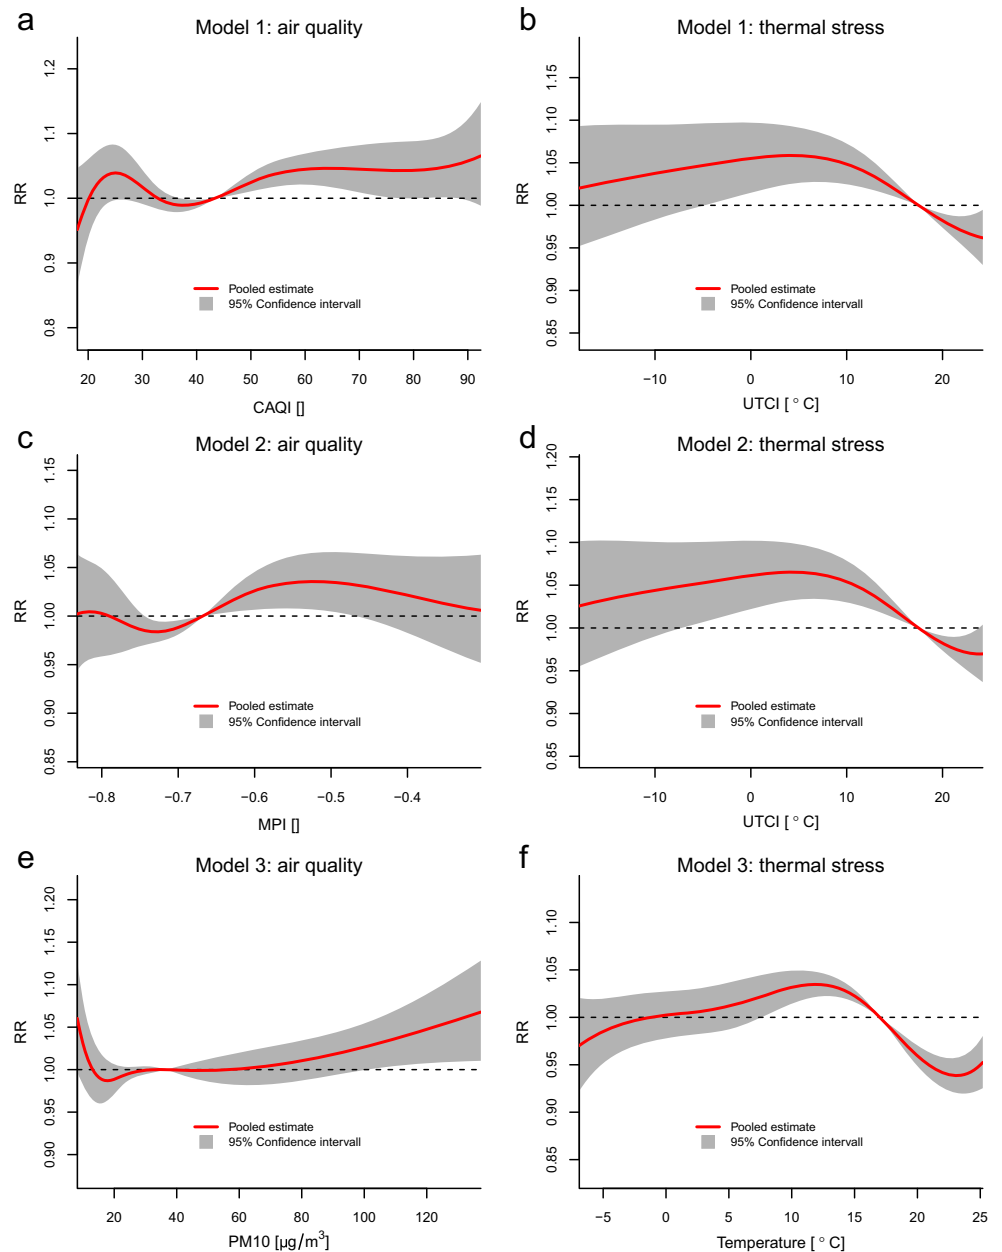 a
Model 1: air quality
RR
1.2
1.1
1.0
0.9
0.8
Pooled estimate
95% Confidence intervall
20 30 40 50 60 70 80 90
CAQI []
b
Model 1: thermal stress
RR
1.15
1.10
1.05
1.00
0.95
0.90
0.85
Pooled estimate
95% Confidence intervall
−10 0 10 20
UTCI [ ° C]
c
Model 2: air quality
RR
1.15
1.10
1.05
1.00
0.95
0.90
0.85
Pooled estimate
95% Confidence intervall
−0.8 −0.7 −0.6 −0.5 −0.4
MPI []
d
Model 2: thermal stress
RR
1.20
1.15
1.10
1.05
1.00
0.95
0.90
0.85
Pooled estimate
95% Confidence intervall
−10 0 10 20
UTCI [ ° C]
e
Model 3: air quality
RR
1.20
1.15
1.10
1.05
1.00
0.95
0.90
Pooled estimate
95% Confidence intervall
20 40 60 80 100 120
PM10 [µg/m³]
f
Model 3: thermal stress
RR
1.10
1.05
1.00
0.95
0.90
0.85
Pooled estimate
95% Confidence intervall
−5 0 5 10 15 20 25
Temperature [ ° C]